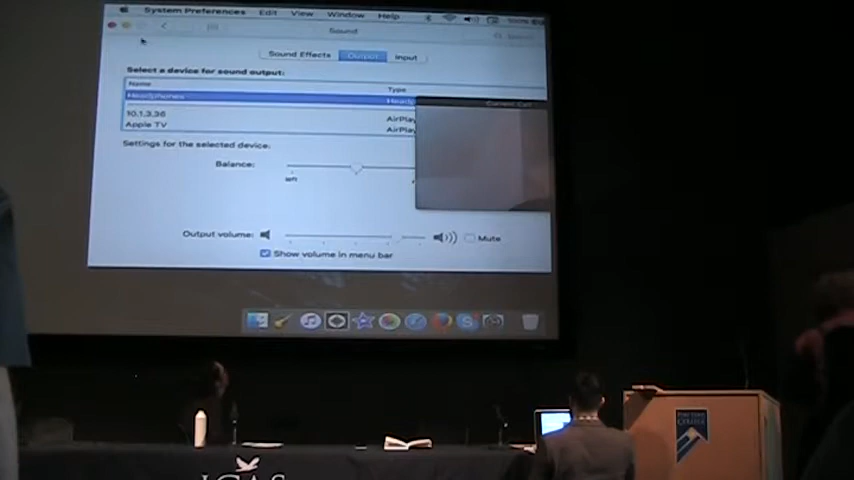 System Preferences Edit View Window Help 100%
Sound
Sound Effects Output Input
Select a device for sound output:
Name Type
Headphones
10.1.3.36 AirPlay
Apple TV AirPlay
Settings for the selected device:
Balance:
left
Output volume: Mute
Show volume in menu bar